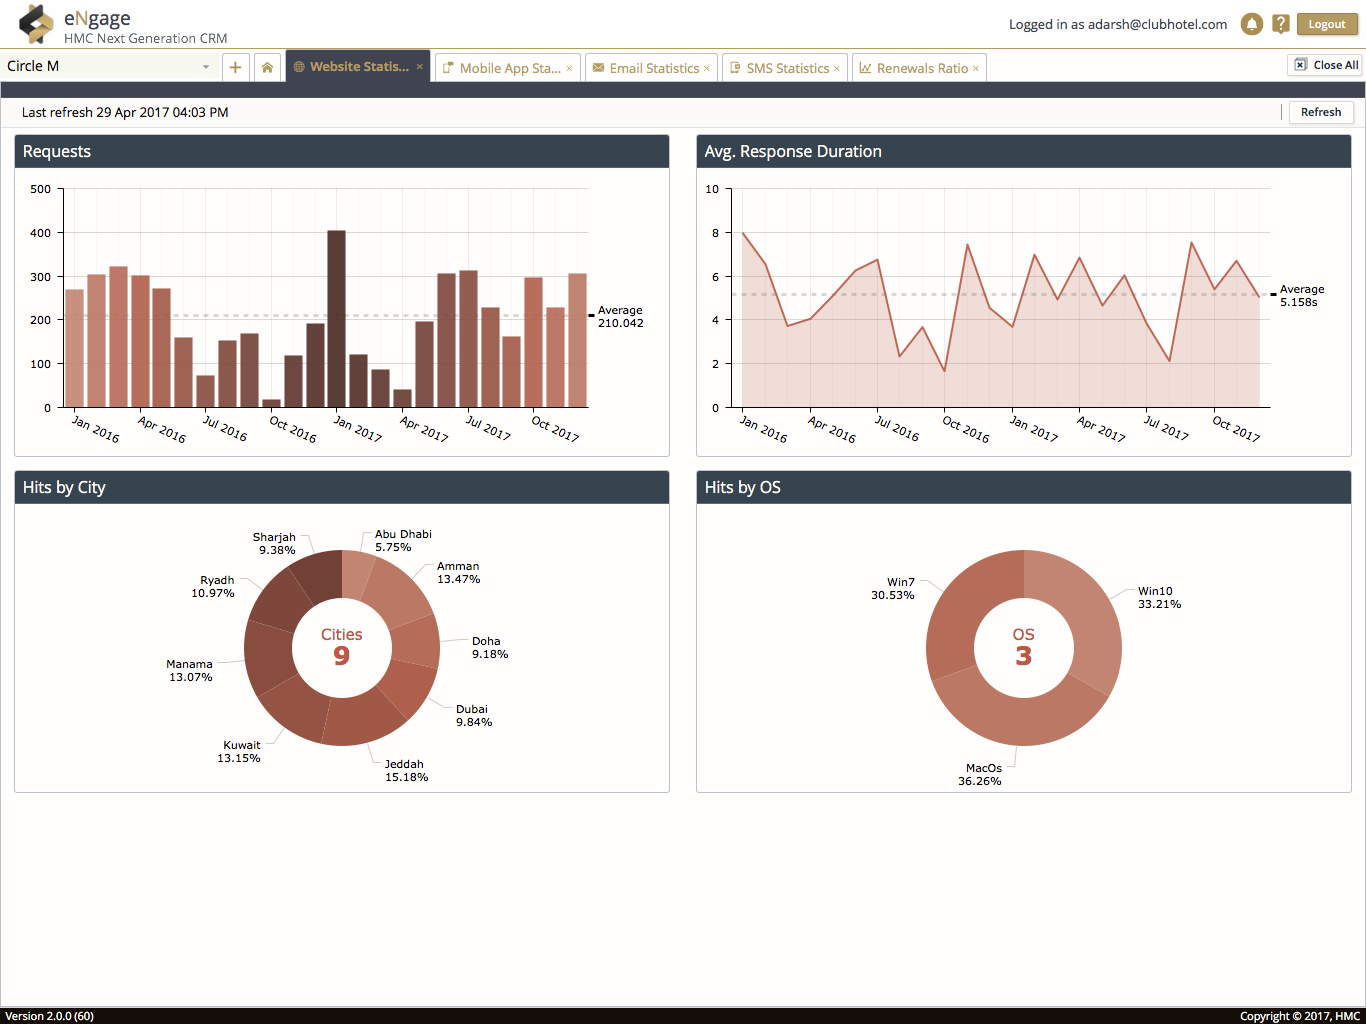 eNgage
HMC Next Generation CRM
Logged in as adarsh@clubhotel.com
?
Logout
Circle M
+
Website Statis... ×
Mobile App Sta... ×
Email Statistics ×
SMS Statistics ×
Renewals Ratio ×
Close All
Last refresh 29 Apr 2017 04:03 PM
Refresh
Requests
500
400
300
200
100
0
Average
210.042
Jan 2016
Apr 2016
Jul 2016
Oct 2016
Jan 2017
Apr 2017
Jul 2017
Oct 2017
Avg. Response Duration
10
8
6
4
2
0
Average
5.158s
Jan 2016
Apr 2016
Jul 2016
Oct 2016
Jan 2017
Apr 2017
Jul 2017
Oct 2017
Hits by City
Abu Dhabi
5.75%
Amman
13.47%
Doha
9.18%
Dubai
9.84%
Jeddah
15.18%
Kuwait
13.15%
Manama
13.07%
Ryadh
10.97%
Sharjah
9.38%
Cities
9
Hits by OS
Win10
33.21%
MacOs
36.26%
Win7
30.53%
OS
3
Version 2.0.0 (60)
Copyright © 2017, HMC